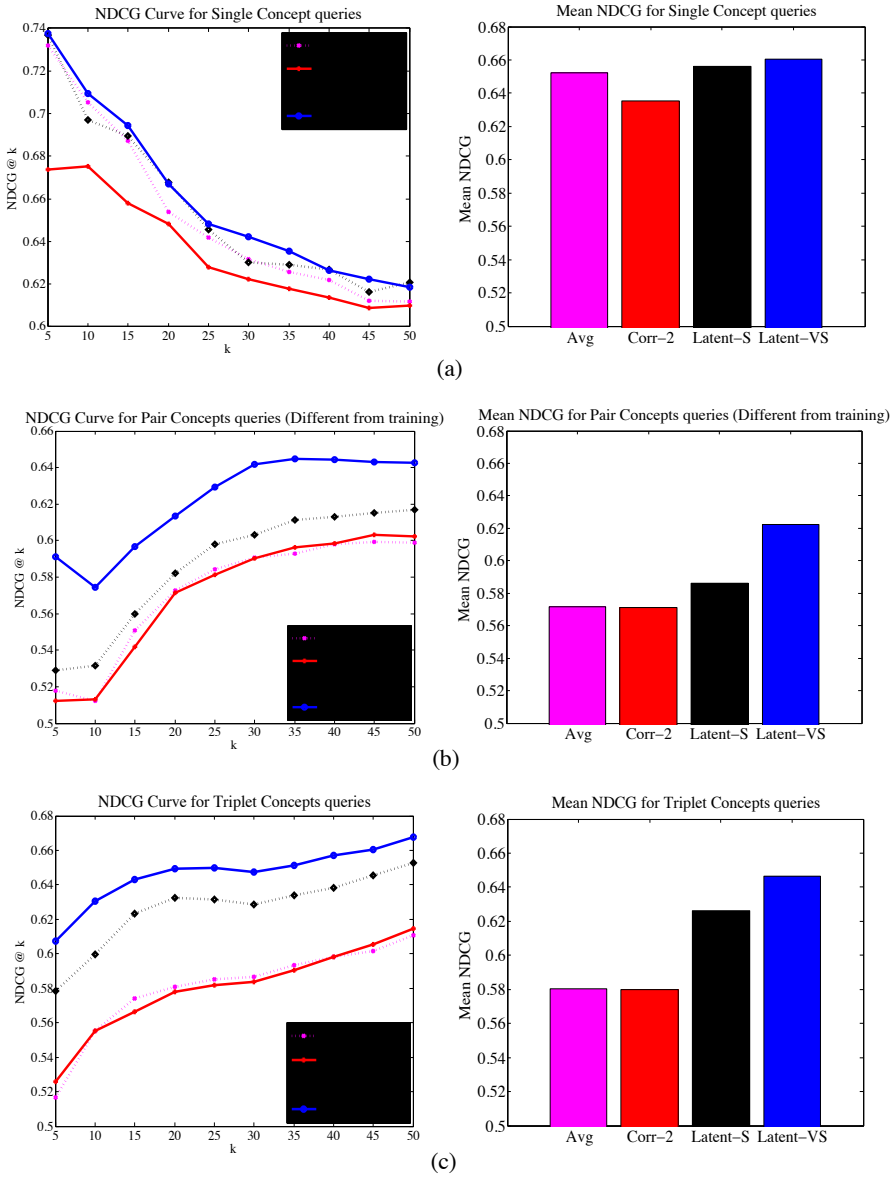 NDCG Curve for Single Concept queries
0.74
0.72
0.7
0.68
0.66
0.64
0.62
0.6
NDCG @ k
5 10 15 20 25 30 35 40 45 50
k
Mean NDCG for Single Concept queries
0.68
0.66
0.64
0.62
0.6
0.58
0.56
0.54
0.52
0.5
Mean NDCG
Avg Corr-2 Latent-S Latent-VS
(a)
NDCG Curve for Pair Concepts queries (Different from training)
0.66
0.64
0.62
0.6
0.58
0.56
0.54
0.52
0.5
NDCG @ k
5 10 15 20 25 30 35 40 45 50
k
Mean NDCG for Pair Concepts queries (Different from training)
0.68
0.66
0.64
0.62
0.6
0.58
0.56
0.54
0.52
0.5
Mean NDCG
Avg Corr-2 Latent-S Latent-VS
(b)
NDCG Curve for Triplet Concepts queries
0.68
0.66
0.64
0.62
0.6
0.58
0.56
0.54
0.52
0.5
NDCG @ k
5 10 15 20 25 30 35 40 45 50
k
Mean NDCG for Triplet Concepts queries
0.68
0.66
0.64
0.62
0.6
0.58
0.56
0.54
0.52
0.5
Mean NDCG
Avg Corr-2 Latent-S Latent-VS
(c)